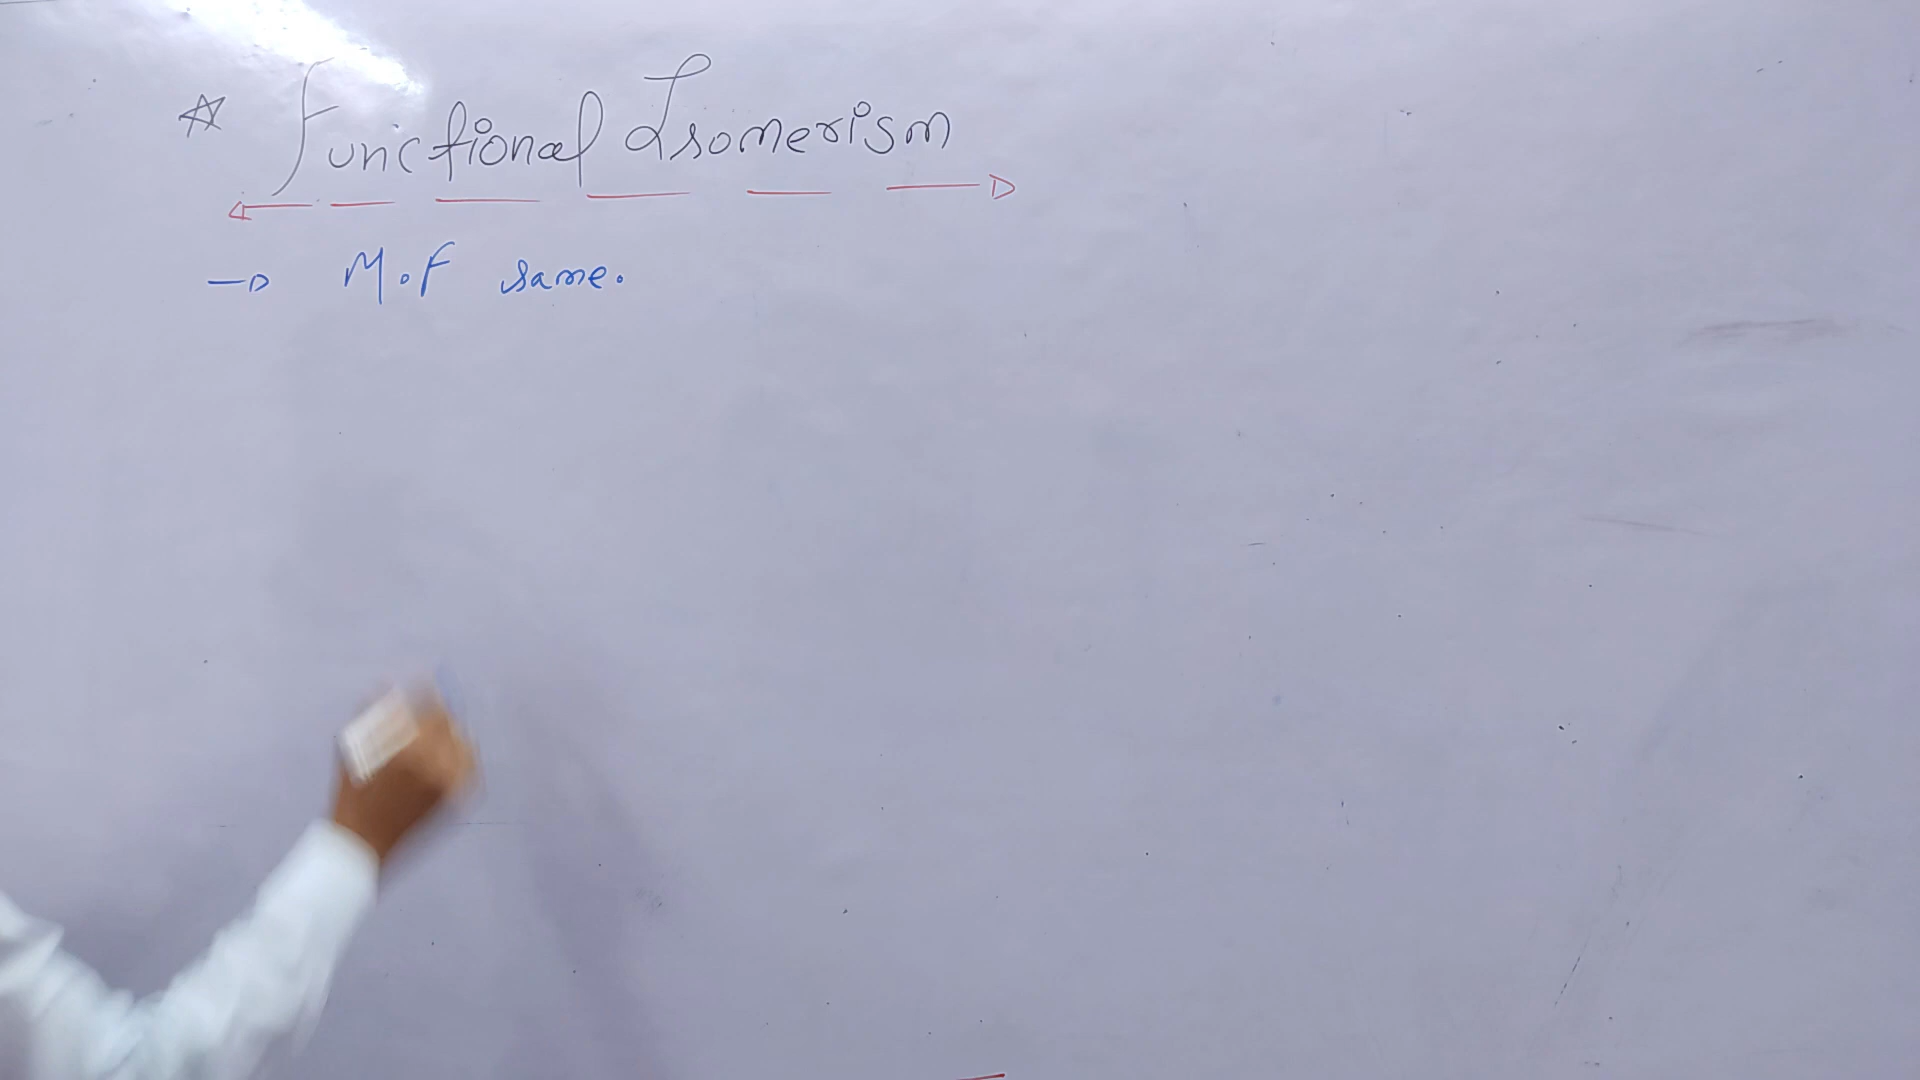 ☆ Functional Isomerism
→ M.F same.